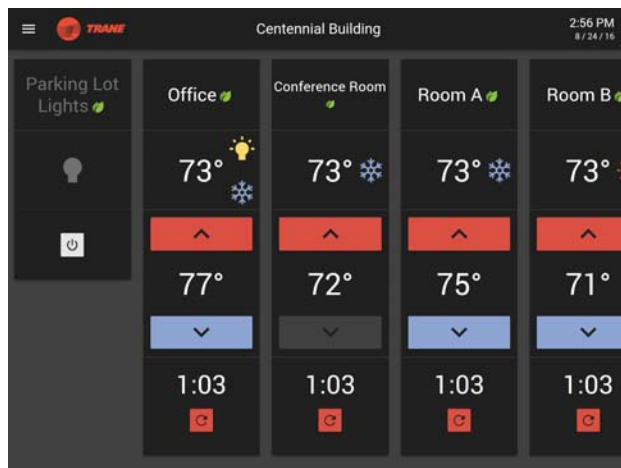 TRANE
Centennial Building
2:56 PM
8/24/16
Parking Lot
Lights
Office
Conference Room
Room A
Room B
73°
73°
73°
73°
77°
72°
75°
71°
1:03
1:03
1:03
1:03